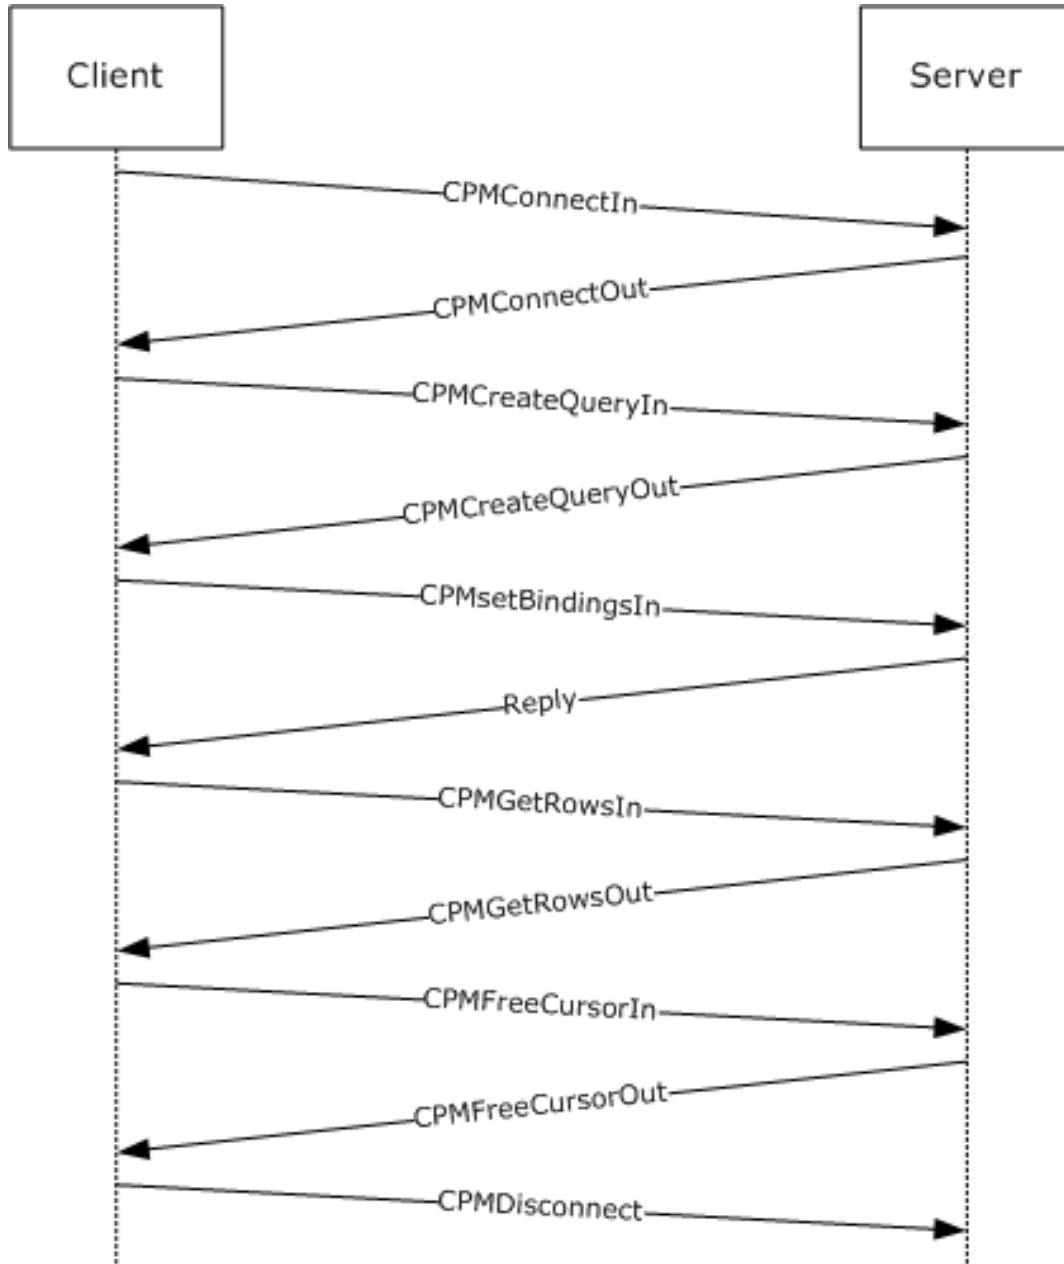 Client
Server
CPMConnectIn
CPMConnectOut
CPMCreateQueryIn
CPMCreateQueryOut
CPMsetBindingsIn
Reply
CPMGetRowsIn
CPMGetRowsOut
CPMFreeCursorIn
CPMFreeCursorOut
CPMDisconnect